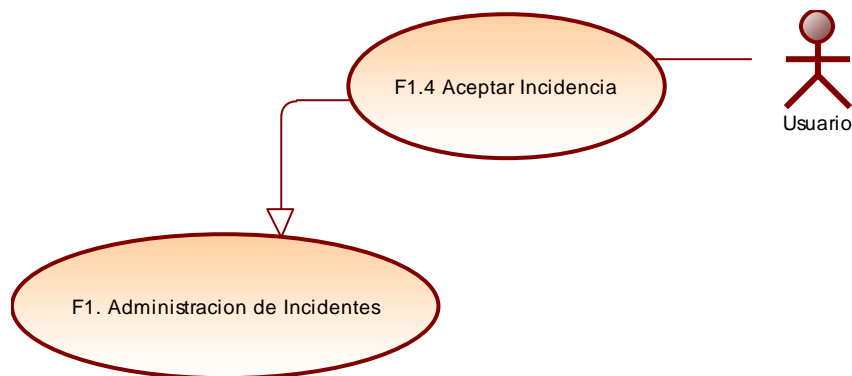 F1.4 Aceptar Incidencia
Usuario
F1. Administracion de Incidentes